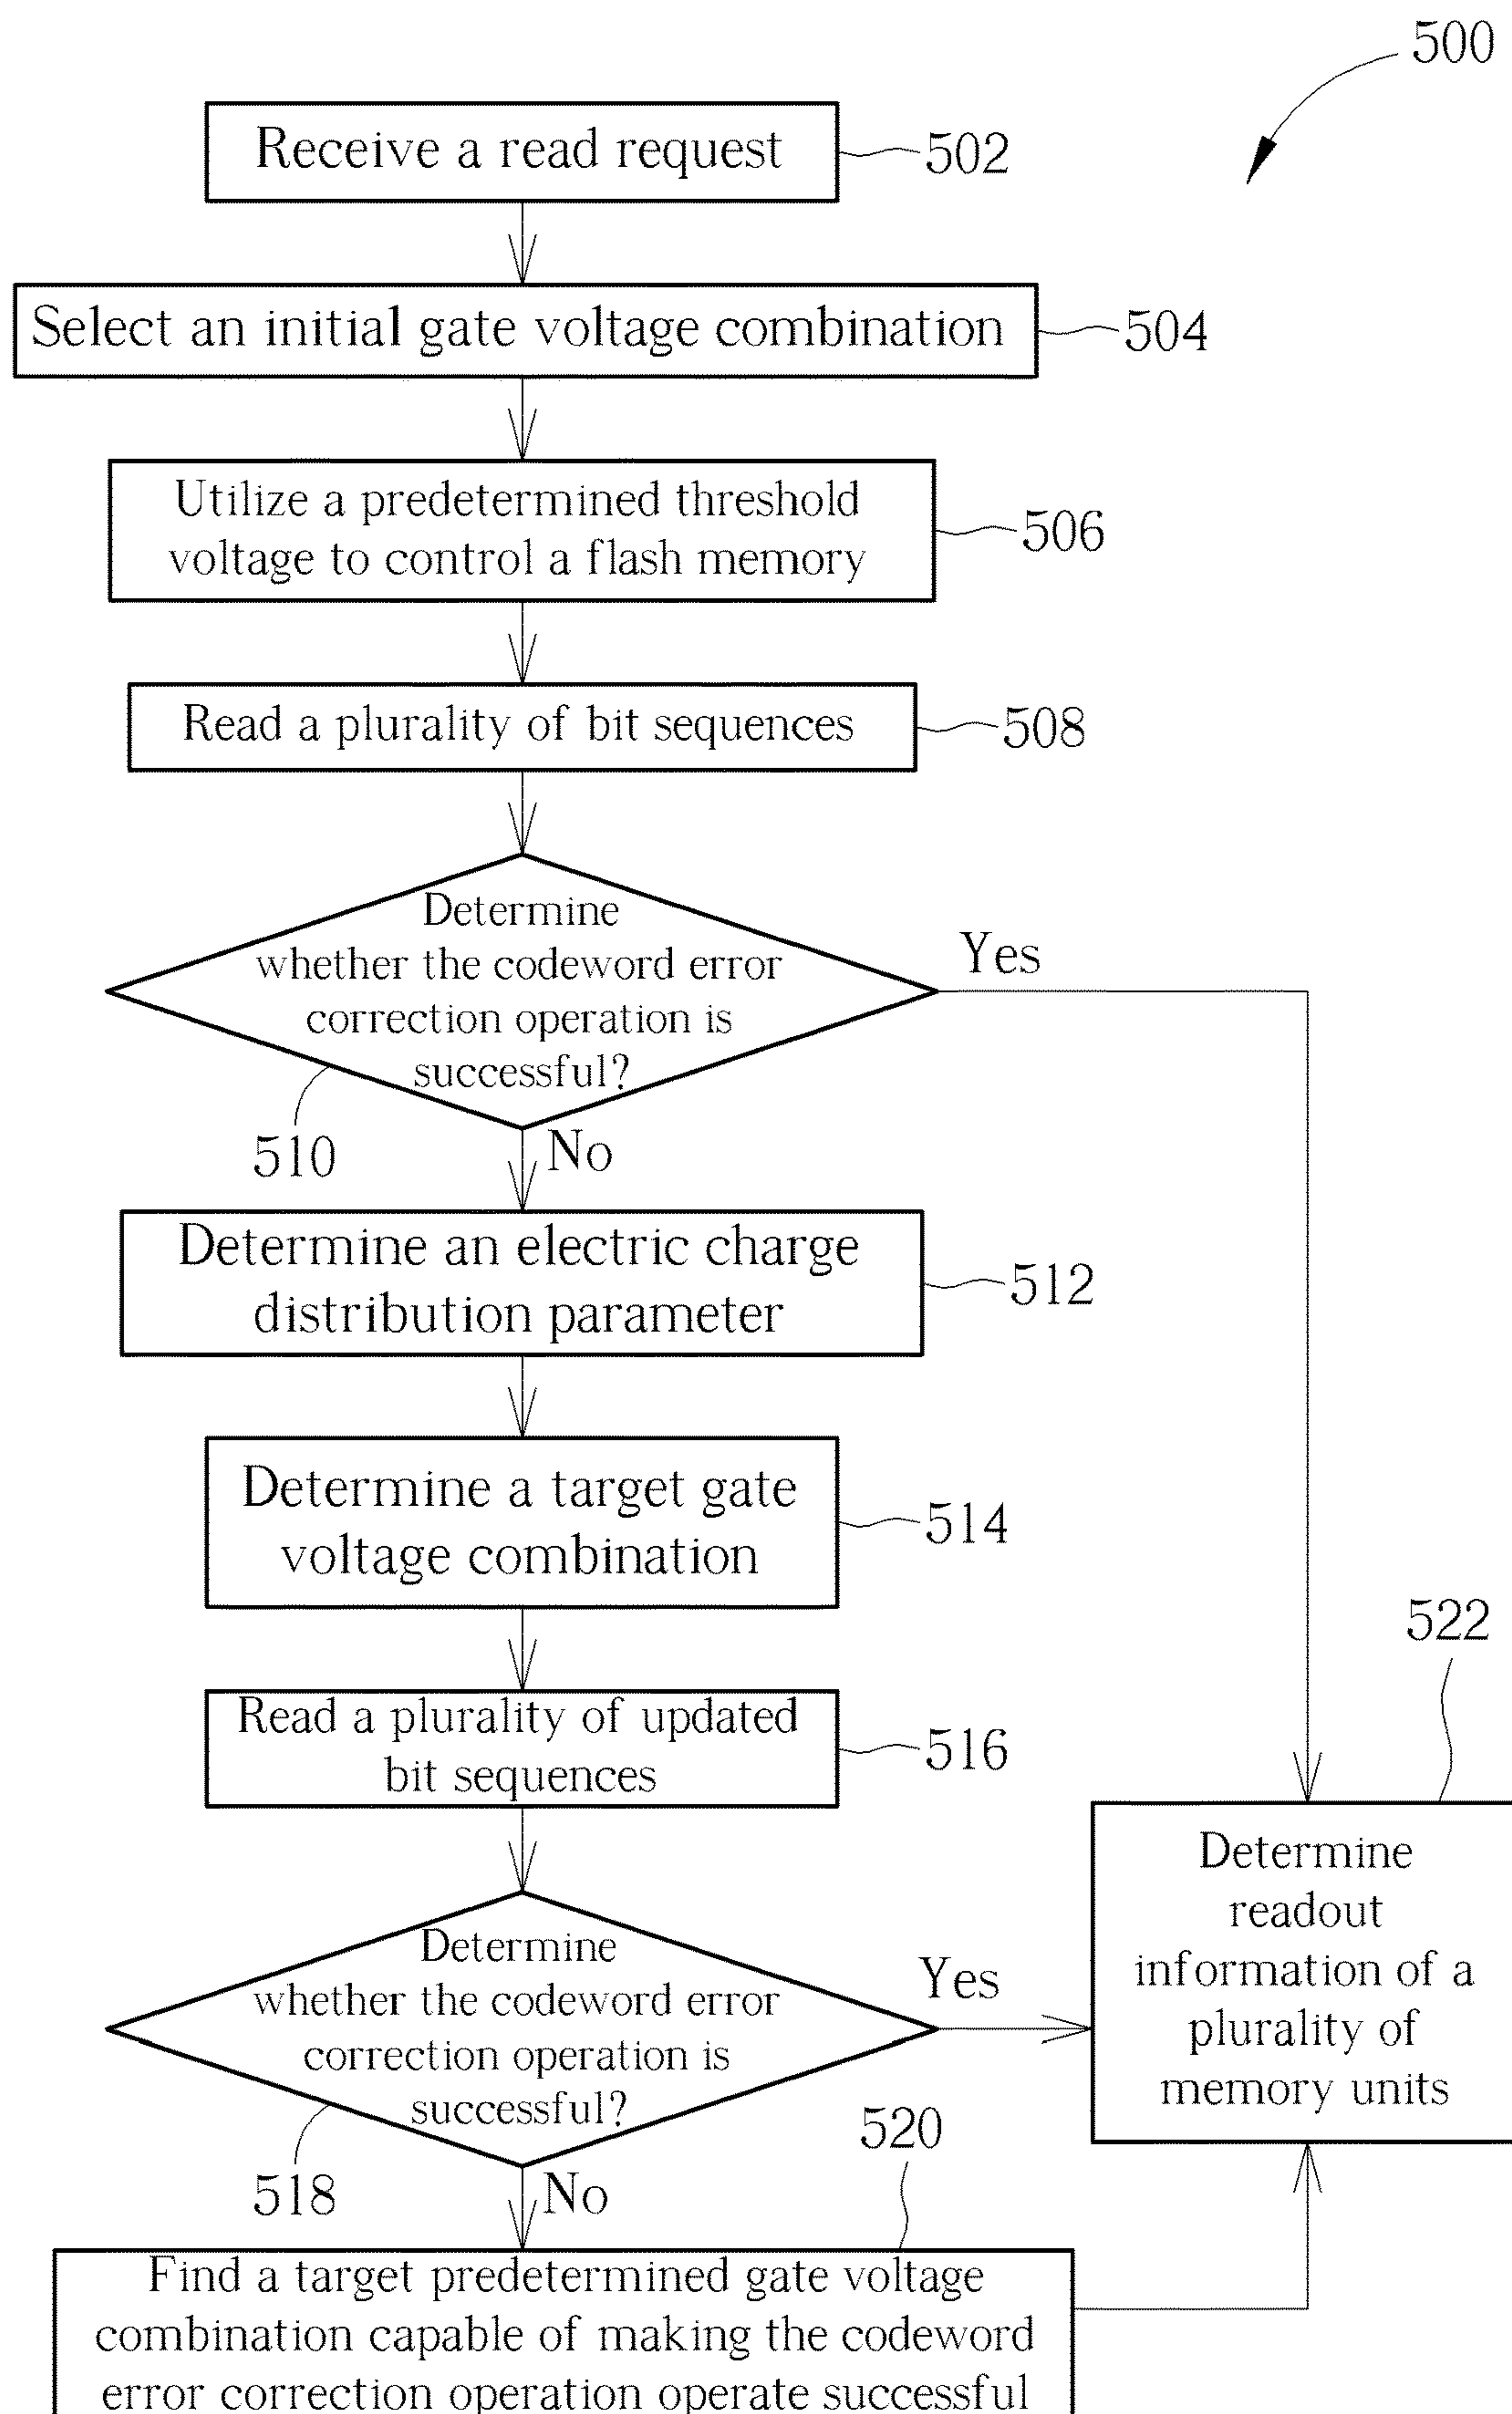 500
Receive a read request
502
Select an initial gate voltage combination
504
Utilize a predetermined threshold
voltage to control a flash memory
506
Read a plurality of bit sequences
508
Determine
whether the codeword error
correction operation is
successful?
Yes
510
No
Determine an electric charge
distribution parameter
512
Determine a target gate
voltage combination
514
Read a plurality of updated
bit sequences
516
522
Determine
readout
information of a
plurality of
memory units
Determine
whether the codeword error
correction operation is
successful?
Yes
518
No
520
Find a target predetermined gate voltage
combination capable of making the codeword
error correction operation operate successful